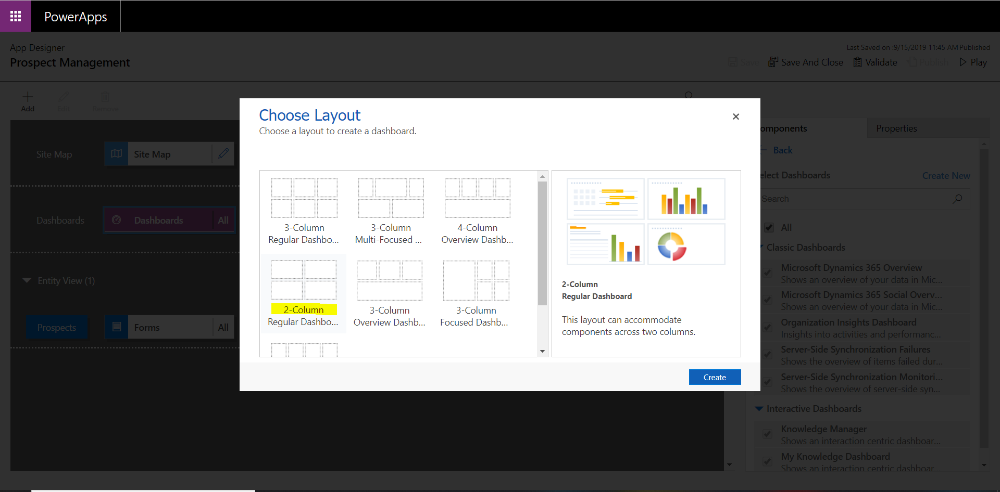 PowerApps
App Designer
Prospect Management
Last Saved on :9/15/2019 11:45 AM Published
Save
Save And Close
Validate
Publish
Play
Add
Edit
Remove
Site Map
Site Map
Dashboards
Dashboards
All
Entity View (1)
Prospects
Forms
All
Choose Layout
Choose a layout to create a dashboard.
3-Column
Regular Dashbo...
3-Column
Multi-Focused ...
4-Column
Overview Dashb...
2-Column
Regular Dashbo...
3-Column
Overview Dashb...
3-Column
Focused Dashb...
2-Column
Regular Dashboard
This layout can accommodate
components across two columns.
Create
omponents
Properties
Back
elect Dashboards
Create New
Search
All
Classic Dashboards
Microsoft Dynamics 365 Overview
Shows an overview of your data in Mic...
Microsoft Dynamics 365 Social Overv...
Shows an overview of your data in Mic...
Organization Insights Dashboard
Insights into activities and performanc...
Server-Side Synchronization Failures
Shows the overview of items failed dur...
Server-Side Synchronization Monitori...
Shows the overview of server-side syn...
Interactive Dashboards
Knowledge Manager
Shows an interaction centric dashboar...
My Knowledge Dashboard
Shows an interaction centric dashboar...